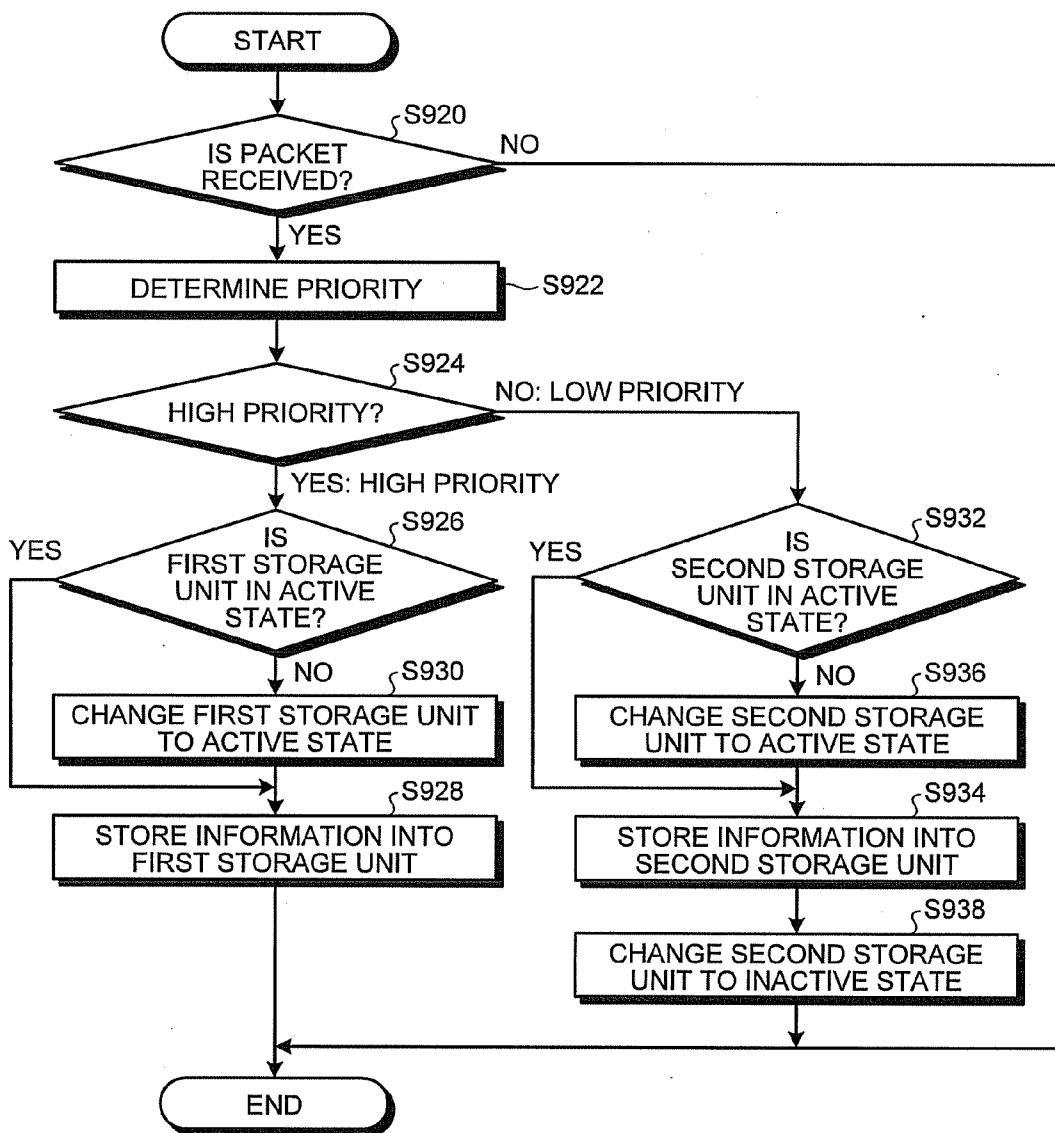 START
S920
IS PACKET
RECEIVED?
NO
YES
DETERMINE PRIORITY
S922
S924
HIGH PRIORITY?
NO: LOW PRIORITY
YES: HIGH PRIORITY
S926
YES
IS
FIRST STORAGE
UNIT IN ACTIVE
STATE?
NO
S930
CHANGE FIRST STORAGE UNIT
TO ACTIVE STATE
S928
STORE INFORMATION INTO
FIRST STORAGE UNIT
S932
YES
IS
SECOND STORAGE
UNIT IN ACTIVE
STATE?
NO
S936
CHANGE SECOND STORAGE
UNIT TO ACTIVE STATE
S934
STORE INFORMATION INTO
SECOND STORAGE UNIT
S938
CHANGE SECOND STORAGE
UNIT TO INACTIVE STATE
END